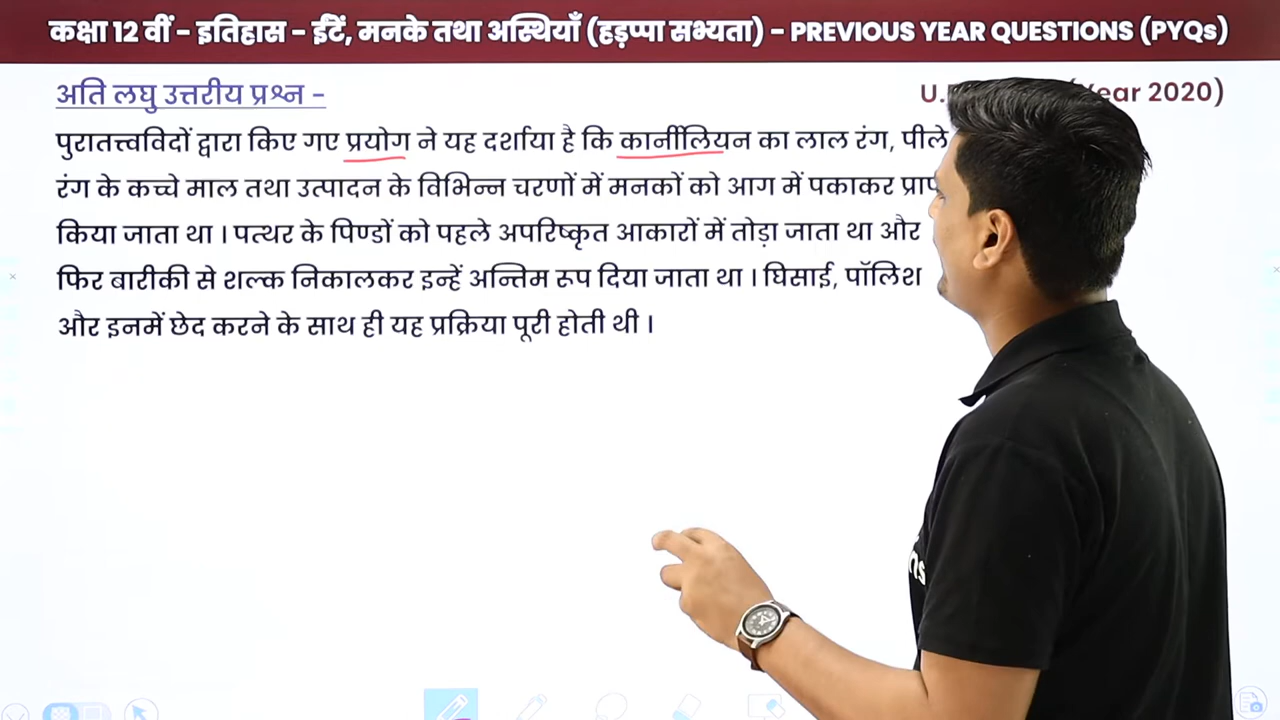 कक्षा 12 वीं - इतिहास - ईंटें, मनके तथा अस्थियाँ (हड़प्पा सभ्यता) - PREVIOUS YEAR QUESTIONS (PYQs)
अति लघु उत्तरीय प्रश्न -
Year 2020)
पुरातत्त्वविदों द्वारा किए गए प्रयोग ने यह दर्शाया है कि कार्नीलियन का लाल रंग, पीले
रंग के कच्चे माल तथा उत्पादन के विभिन्न चरणों में मनकों को आग में पकाकर
किया जाता था । पत्थर के पिण्डों को पहले अपरिष्कृत आकारों में तोड़ा जाता था और
फिर बारीकी से शल्क निकालकर इन्हें अन्तिम रूप दिया जाता था । घिसाई, पॉलिश
और इनमें छेद करने के साथ ही यह प्रक्रिया पूरी होती थी ।